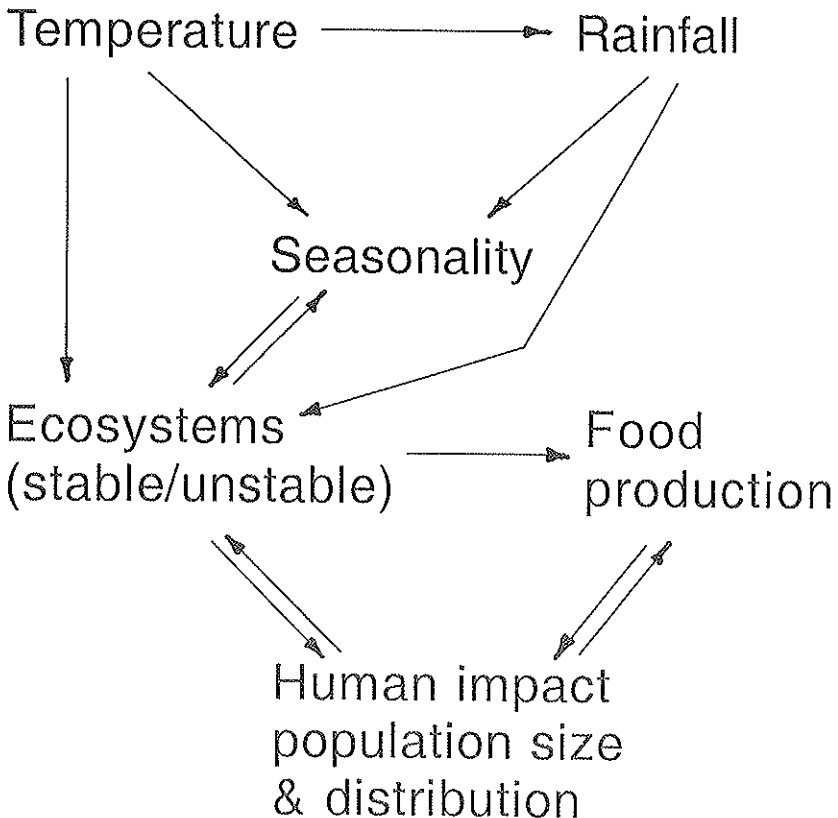 Temperature
Rainfall
Seasonality
Ecosystems
(stable/unstable)
Food
production
Human impact
population size
& distribution